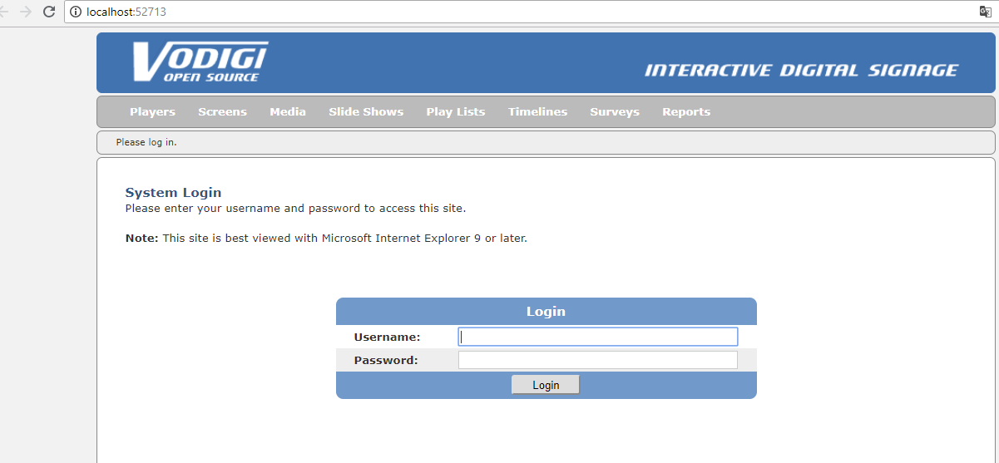 localhost:52713
VODIGI
OPEN SOURCE
INTERACTIVE DIGITAL SIGNAGE
Players Screens Media Slide Shows Play Lists Timelines Surveys Reports
Please log in.
System Login
Please enter your username and password to access this site.
Note: This site is best viewed with Microsoft Internet Explorer 9 or later.
Login
Username:
Password:
Login